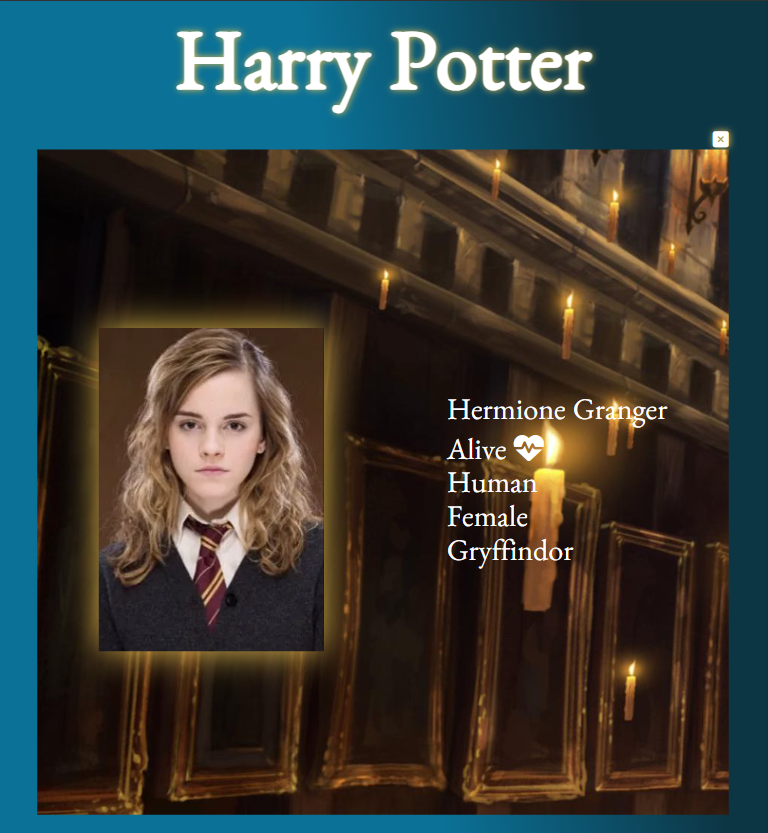 Harry Potter
Hermione Granger
Alive
Human
Female
Gryffindor